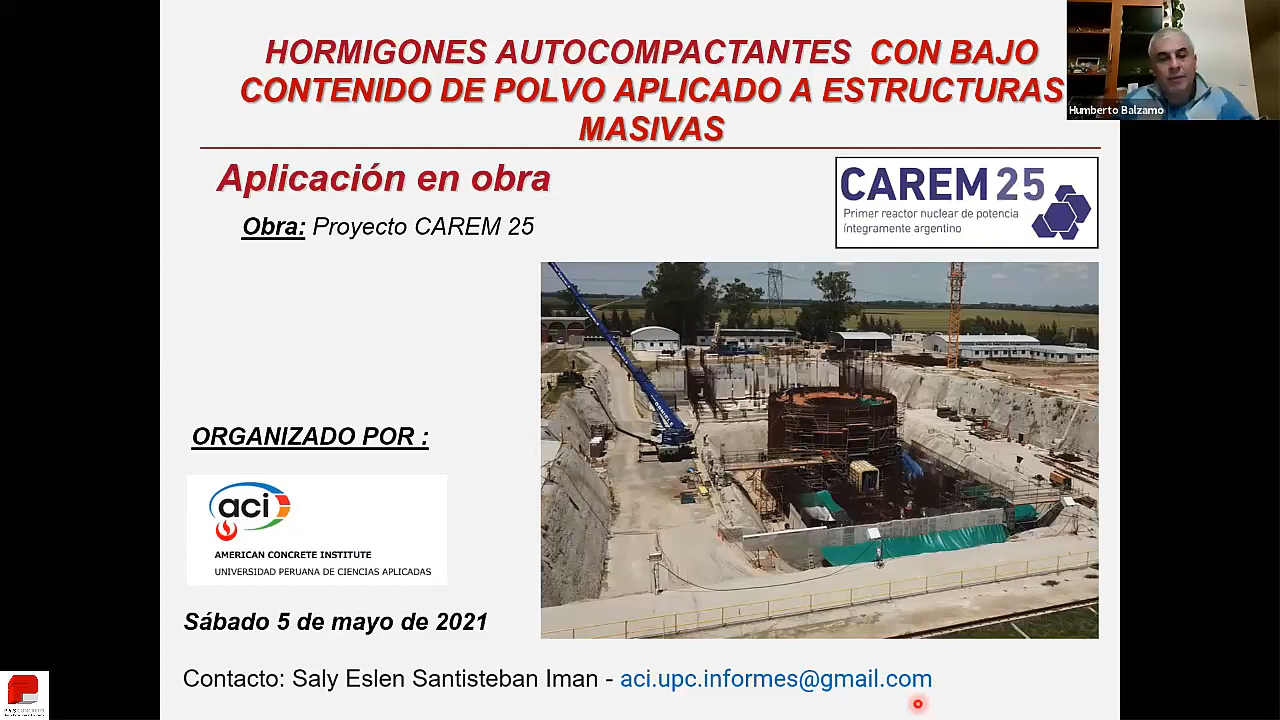 HORMIGONES AUTOCOMPACTANTES CON BAJO
CONTENIDO DE POLVO APLICADO A ESTRUCTURAS
MASIVAS
Humberto Balzamo
Aplicación en obra
Obra: Proyecto CAREM 25
CAREM 25
Primer reactor nuclear de potencia
íntegramente argentino
ORGANIZADO POR :
aci
AMERICAN CONCRETE INSTITUTE
UNIVERSIDAD PERUANA DE CIENCIAS APLICADAS
Sábado 5 de mayo de 2021
Contacto: Saly Eslen Santisteban Iman - aci.upc.informes@gmail.com